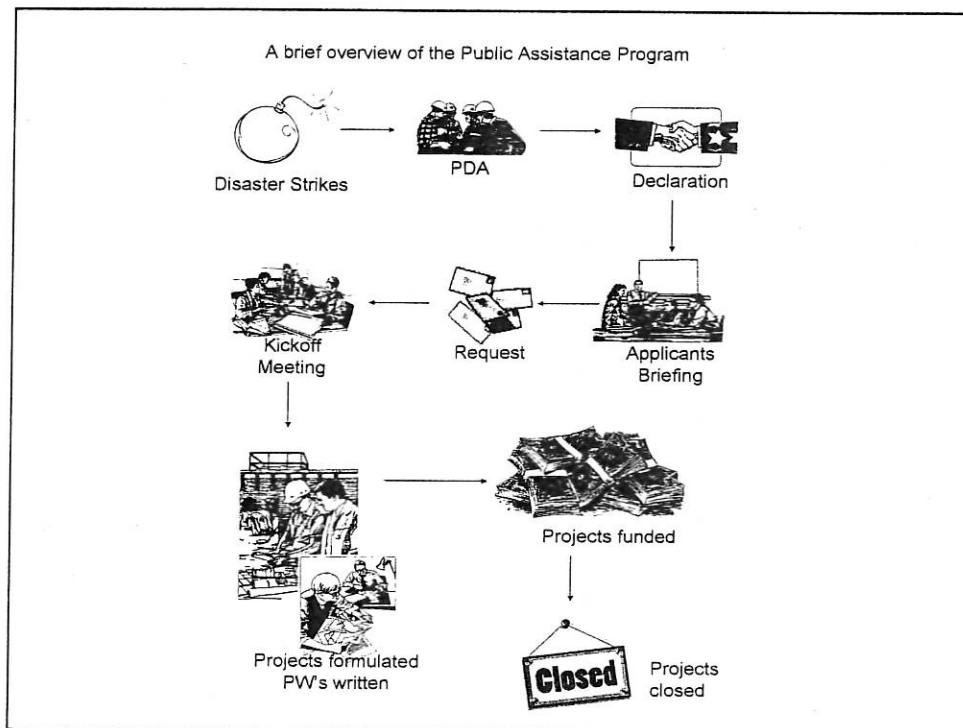 A brief overview of the Public Assistance Program
Disaster Strikes
PDA
Declaration
Kickoff
Meeting
Request
Applicants
Briefing
Projects formulated
PW's written
Projects funded
Closed
Projects
closed